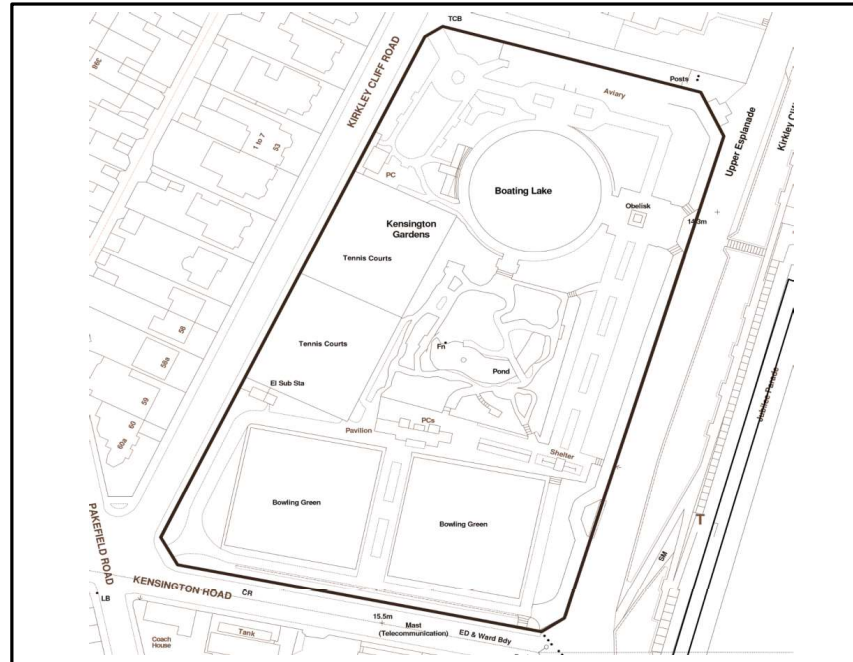 TCB
KIRKLEY CLIFF ROAD
Posts
Aviary
Upper Esplanade
1 to 7
53
PC
Boating Lake
Obelisk
14.3m
Kensington
Gardens
Tennis Courts
Tennis Courts
58
58a
59
60
60a
El Sub Sta
Fn
Pond
Jubilee Parade
PCs
Pavilion
Shelter
Bowling Green
Bowling Green
T
SM
PAKEFIELD ROAD
KENSINGTON ROAD
CR
LB
15.5m
Mast
(Telecommunication)
ED & Ward Bdy
Tank
Coach
House